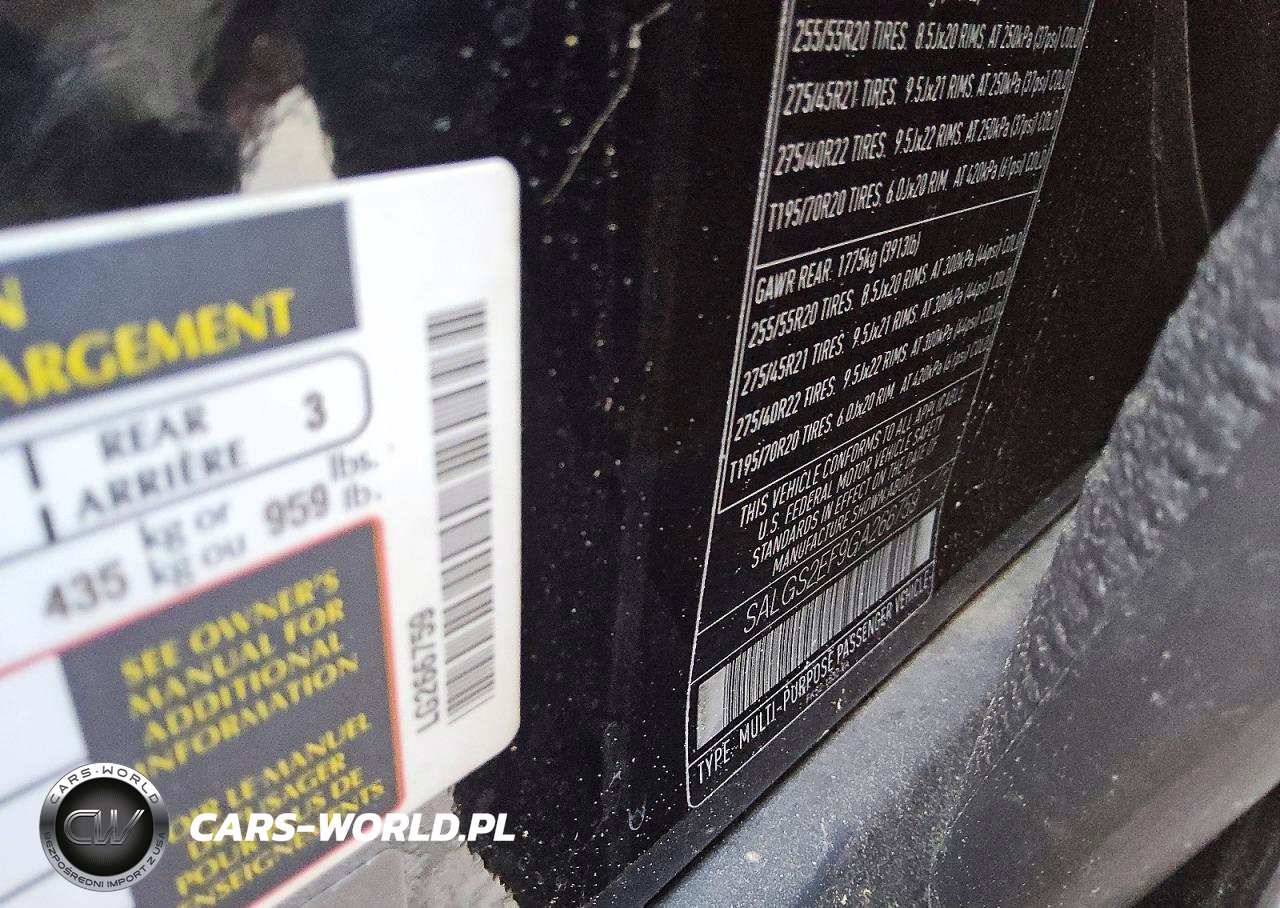 N
ARGEMENT
REAR 3
ARRIÈRE
435 kg or 959 lbs.
kg ou lb.
SEE OWNER'S
MANUAL FOR
ADDITIONAL
INFORMATION
LE MANUEL
USAGER
POUR DE
ENSEIGNEMENTS
LG266759
255/55R20 TIRES. 8.5Jx20 RIMS. AT 250kPa (37psi) COLD
275/45R21 TIRES. 9.5Jx21 RIMS. AT 250kPa (37psi) COLD
275/40R22 TIRES. 9.5Jx22 RIMS. AT 250kPa (37psi) COLD
T195/70R20 TIRES. 6.0Jx20 RIM. AT 420kPa (61psi) COLD
GAWR REAR. 1775kg (3913lb)
255/55R20 TIRES. 8.5Jx20 RIMS. AT 300kPa (44psi) COLD
275/45R21 TIRES. 9.5Jx21 RIMS. AT 300kPa (44psi) COLD
275/40R22 TIRES. 9.5Jx22 RIMS. AT 300kPa (44psi) COLD
T195/70R20 TIRES. 6.0Jx20 RIM. AT 420kPa (61psi) COLD
THIS VEHICLE CONFORMS TO ALL APPLICABLE
U.S. FEDERAL MOTOR VEHICLE SAFETY
STANDARDS IN EFFECT ON THE DATE OF
MANUFACTURE SHOWN ABOVE.
SALGS2EF9GA266759
TYPE: MULTI-PURPOSE PASSENGER VEHICLE
CARS-WORLD
CW
BEZPOŚREDNI IMPORT Z USA
CARS-WORLD.PL